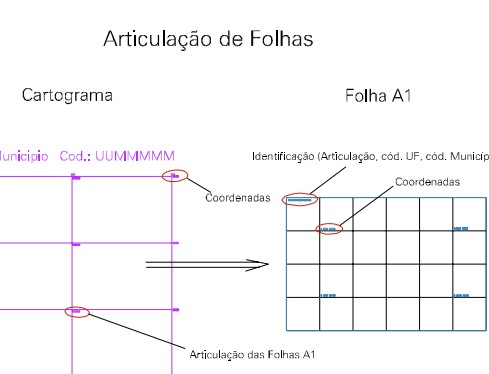 Articulação de Folhas
Cartograma
Folha A1
unicipio Cod.: UUMMMMM
Identificação (Articulação, cód. UF, cód. Municíp
Coordenadas
Coordenadas
Articulação das Folhas A1